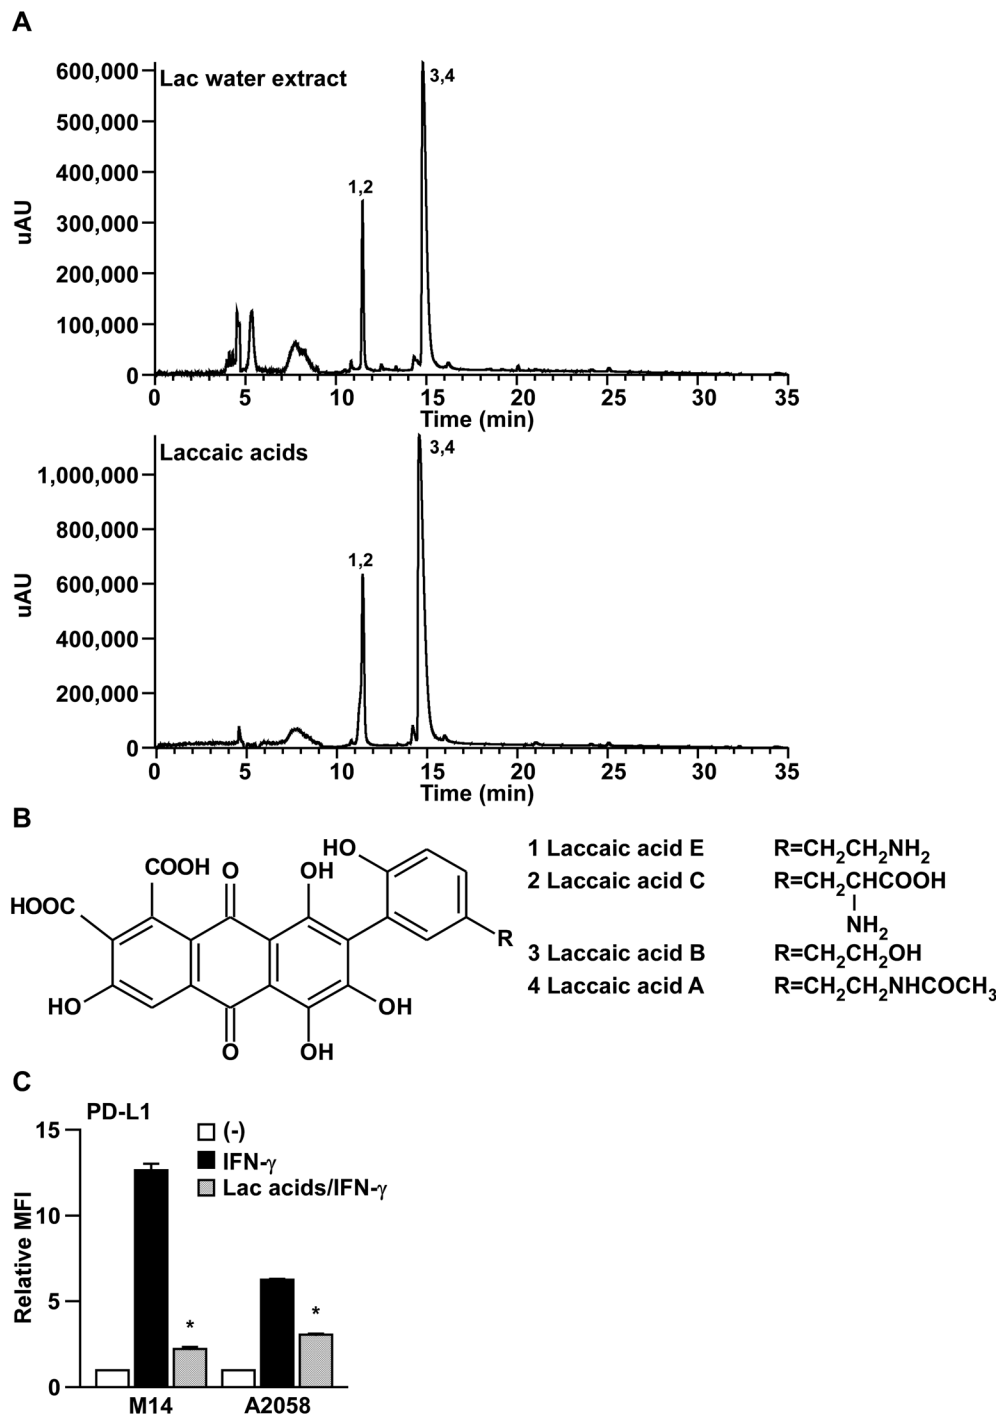 A
Lac water extract
3,4
1,2
600,000
500,000
400,000
300,000
200,000
100,000
0
uAU
0 5 10 15 20 25 30 35
Time (min)
Laccaic acids
3,4
1,2
1,000,000
800,000
600,000
400,000
200,000
0
uAU
0 5 10 15 20 25 30 35
Time (min)
B
HO
COOH O OH
HOOC
R
HO OH
O OH
1 Laccaic acid E R=CH₂CH₂NH₂
2 Laccaic acid C R=CH₂CHCOOH
NH₂
3 Laccaic acid B R=CH₂CH₂OH
4 Laccaic acid A R=CH₂CH₂NHCOCH₃
C
PD-L1
(-)
IFN-γ
Lac acids/IFN-γ
15
10
5
0
Relative MFI
* *
M14 A2058